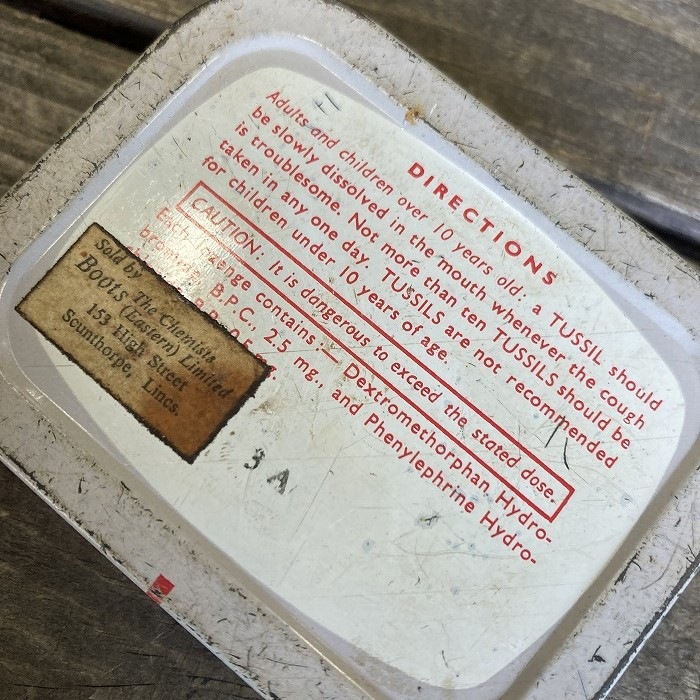 DIRECTIONS
Adults and children over 10 years old: a TUSSIL should
be slowly dissolved in the mouth whenever the cough
is troublesome. Not more than ten TUSSILS should be
taken in any one day. TUSSILS are not recommended
for children under 10 years of age.
CAUTION: It is dangerous to exceed the stated dose.
Each lozenge contains: Dextromethorphan Hydro-
B.P.C., 2.5 mg., and Phenylephrine Hydro-
Sold by The Chemists,
Boots (Eastern) Limited
153 High Street
Scunthorpe, Lincs.
3 A